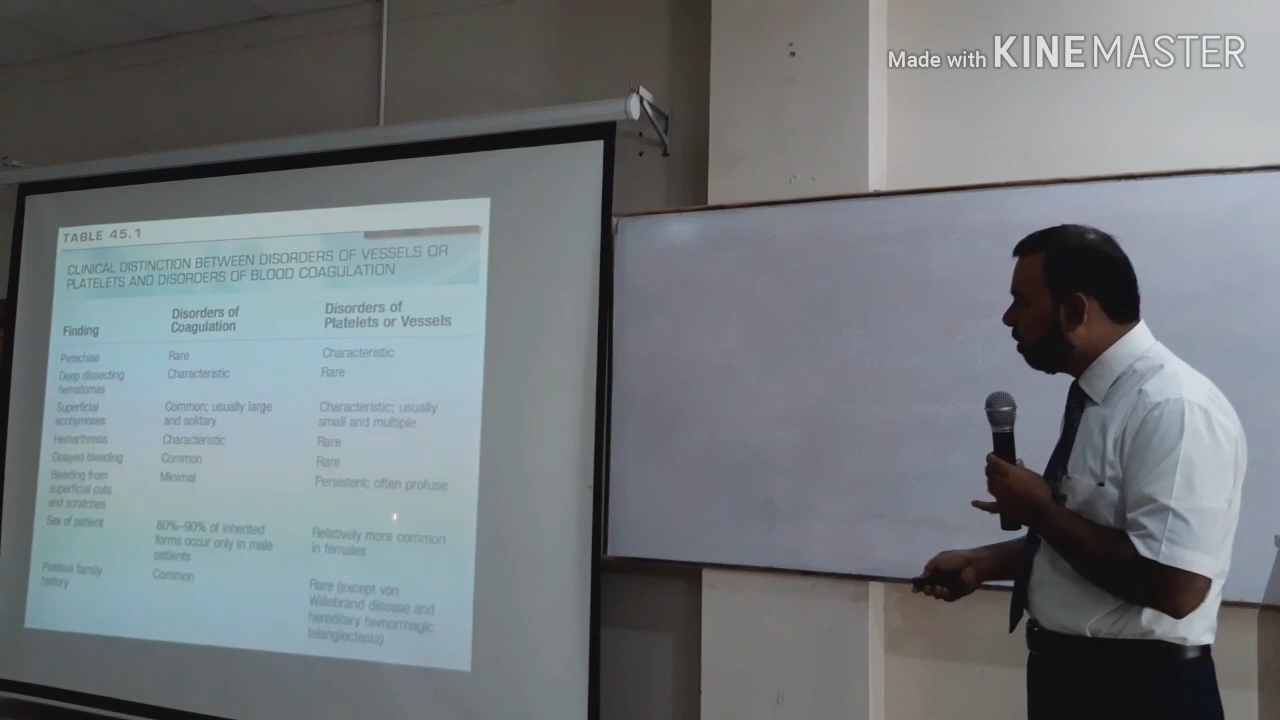 Made with KINEMASTER
TABLE 45.1
CLINICAL DISTINCTION BETWEEN DISORDERS OF VESSELS OR
PLATELETS AND DISORDERS OF BLOOD COAGULATION
Finding
Disorders of
Coagulation
Disorders of
Platelets or Vessels
Petechiae
Rare
Characteristic
Deep dissecting
hematomas
Characteristic
Rare
Superficial
ecchymoses
Common; usually large
and solitary
Characteristic; usually
small and multiple
Hemarthrosis
Characteristic
Rare
Delayed bleeding
Common
Rare
Bleeding from
superficial cuts
and scratches
Minimal
Persistent; often profuse
Sex of patient
80%–90% of inherited
forms occur only in male
patients
Relatively more common
in females
Positive family
history
Common
Rare (except von
Willebrand disease and
hereditary hemorrhagic
telangiectasia)